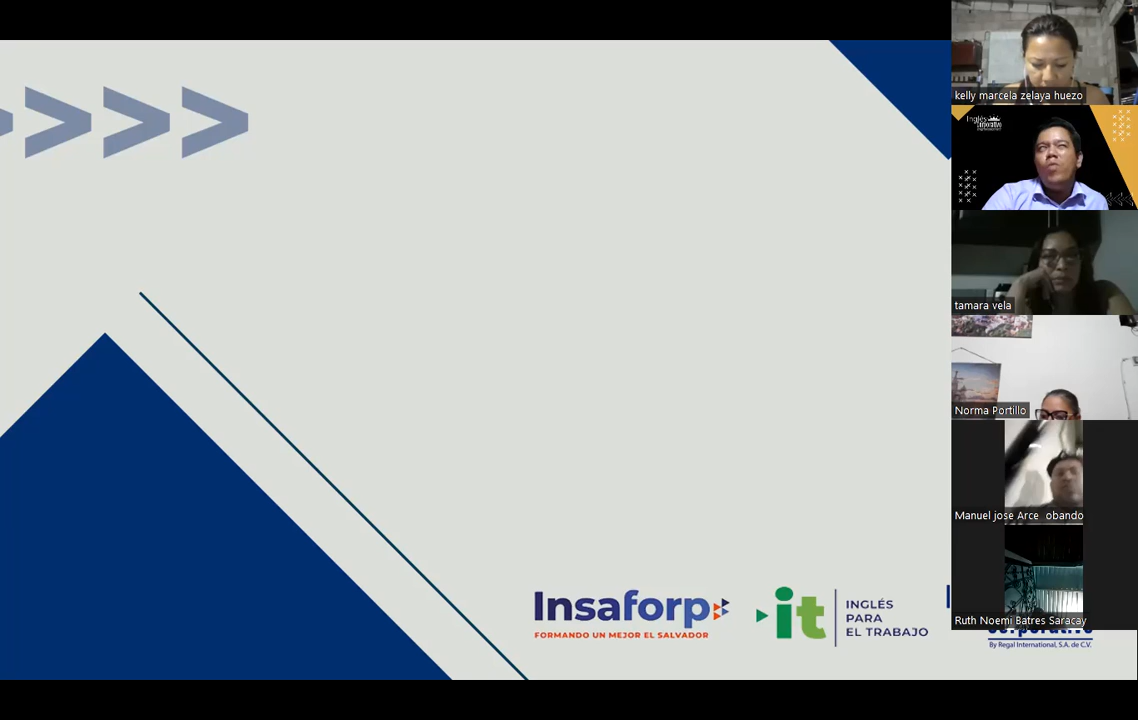 kelly marcela zelaya huezo
Inglés
tamara vela
Norma Portillo
Manuel jose Arce obando
Ruth Noemi Batres Saracay
Insaforp
FORMANDO UN MEJOR EL SALVADOR
it
INGLÉS
PARA
EL TRABAJO
By Regal International, S.A. de C.V.